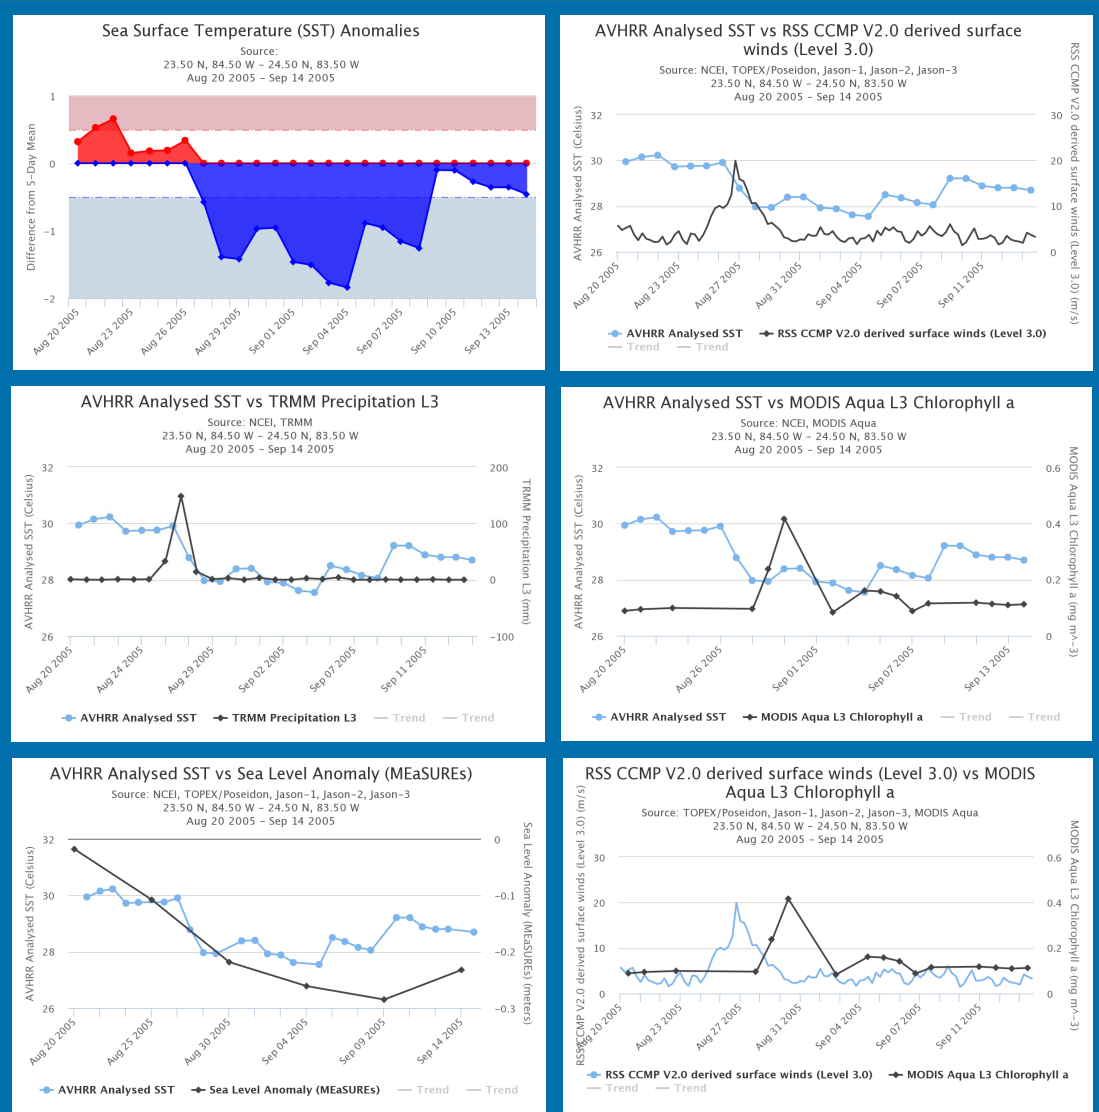 Sea Surface Temperature (SST) Anomalies
Source:
23.50 N, 84.50 W - 24.50 N, 83.50 W
Aug 20 2005 - Sep 14 2005
Difference from 5-Day Mean
1
0
-1
-2
Aug 20 2005
Aug 23 2005
Aug 26 2005
Aug 29 2005
Sep 01 2005
Sep 04 2005
Sep 07 2005
Sep 10 2005
Sep 13 2005
AVHRR Analysed SST vs RSS CCMP V2.0 derived surface
winds (Level 3.0)
Source: NCEI, TOPEX/Poseidon, Jason-1, Jason-2, Jason-3
23.50 N, 84.50 W - 24.50 N, 83.50 W
Aug 20 2005 - Sep 14 2005
AVHRR Analysed SST (Celsius)
32
30
28
26
RSS CCMP V2.0 derived surface winds (Level 3.0) (m/s)
30
20
10
0
Aug 20 2005
Aug 23 2005
Aug 27 2005
Aug 31 2005
Sep 04 2005
Sep 07 2005
Sep 11 2005
AVHRR Analysed SST
RSS CCMP V2.0 derived surface winds (Level 3.0)
Trend
Trend
AVHRR Analysed SST vs TRMM Precipitation L3
Source: NCEI, TRMM
23.50 N, 84.50 W - 24.50 N, 83.50 W
Aug 20 2005 - Sep 14 2005
AVHRR Analysed SST (Celsius)
32
30
28
26
TRMM Precipitation L3 (mm)
200
100
0
-100
Aug 20 2005
Aug 24 2005
Aug 29 2005
Sep 02 2005
Sep 07 2005
Sep 11 2005
AVHRR Analysed SST
TRMM Precipitation L3
Trend
Trend
AVHRR Analysed SST vs MODIS Aqua L3 Chlorophyll a
Source: NCEI, MODIS Aqua
23.50 N, 84.50 W - 24.50 N, 83.50 W
Aug 20 2005 - Sep 14 2005
AVHRR Analysed SST (Celsius)
32
30
28
26
MODIS Aqua L3 Chlorophyll a (mg m^-3)
0.6
0.4
0.2
0
Aug 20 2005
Aug 26 2005
Sep 01 2005
Sep 07 2005
Sep 13 2005
AVHRR Analysed SST
MODIS Aqua L3 Chlorophyll a
Trend
Trend
AVHRR Analysed SST vs Sea Level Anomaly (MEaSUREs)
Source: NCEI, TOPEX/Poseidon, Jason-1, Jason-2, Jason-3
23.50 N, 84.50 W - 24.50 N, 83.50 W
Aug 20 2005 - Sep 14 2005
AVHRR Analysed SST (Celsius)
32
30
28
26
Sea Level Anomaly (MEaSUREs) (meters)
0
-0.1
-0.2
-0.3
Aug 20 2005
Aug 25 2005
Aug 30 2005
Sep 04 2005
Sep 09 2005
Sep 14 2005
AVHRR Analysed SST
Sea Level Anomaly (MEaSUREs)
Trend
Trend
RSS CCMP V2.0 derived surface winds (Level 3.0) vs MODIS
Aqua L3 Chlorophyll a
Source: TOPEX/Poseidon, Jason-1, Jason-2, Jason-3, MODIS Aqua
23.50 N, 84.50 W - 24.50 N, 83.50 W
Aug 20 2005 - Sep 14 2005
RSS CCMP V2.0 derived surface winds (Level 3.0) (m/s)
30
20
10
0
MODIS Aqua L3 Chlorophyll a (mg m^-3)
0.6
0.4
0.2
0
Aug 20 2005
Aug 23 2005
Aug 27 2005
Aug 31 2005
Sep 04 2005
Sep 07 2005
Sep 11 2005
RSS CCMP V2.0 derived surface winds (Level 3.0)
MODIS Aqua L3 Chlorophyll a
Trend
Trend